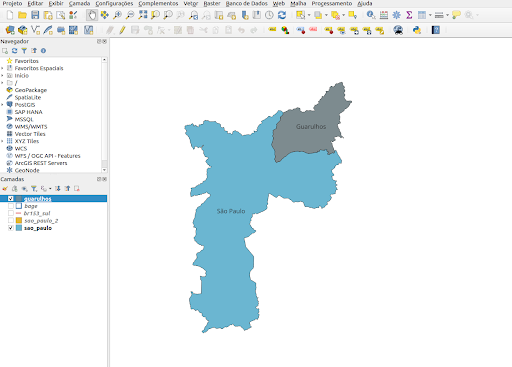 Projeto Editar Exibir Camada Configurações Complementos Vetor Raster Banco de Dados Web Malha Processamento Ajuda
Navegador
Favoritos
Favoritos Espaciais
Início
/
GeoPackage
SpatiaLite
PostGIS
SAP HANA
MSSQL
WMS/WMTS
Vector Tiles
XYZ Tiles
WCS
WFS / OGC API - Features
ArcGIS REST Servers
GeoNode
Camadas
guarulhos
bage
br153_sul
sao_paulo_2
sao_paulo
Guarulhos
São Paulo